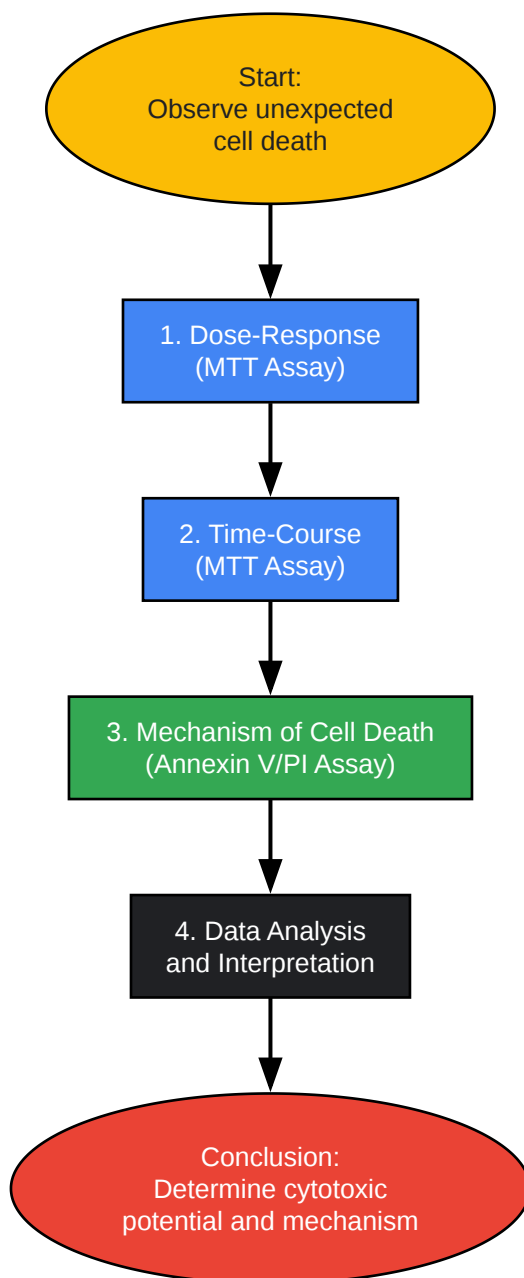 Start:
Observe unexpected
cell death
1. Dose-Response
(MTT Assay)
2. Time-Course
(MTT Assay)
3. Mechanism of Cell Death
(Annexin V/PI Assay)
4. Data Analysis
and Interpretation
Conclusion:
Determine cytotoxic
potential and mechanism